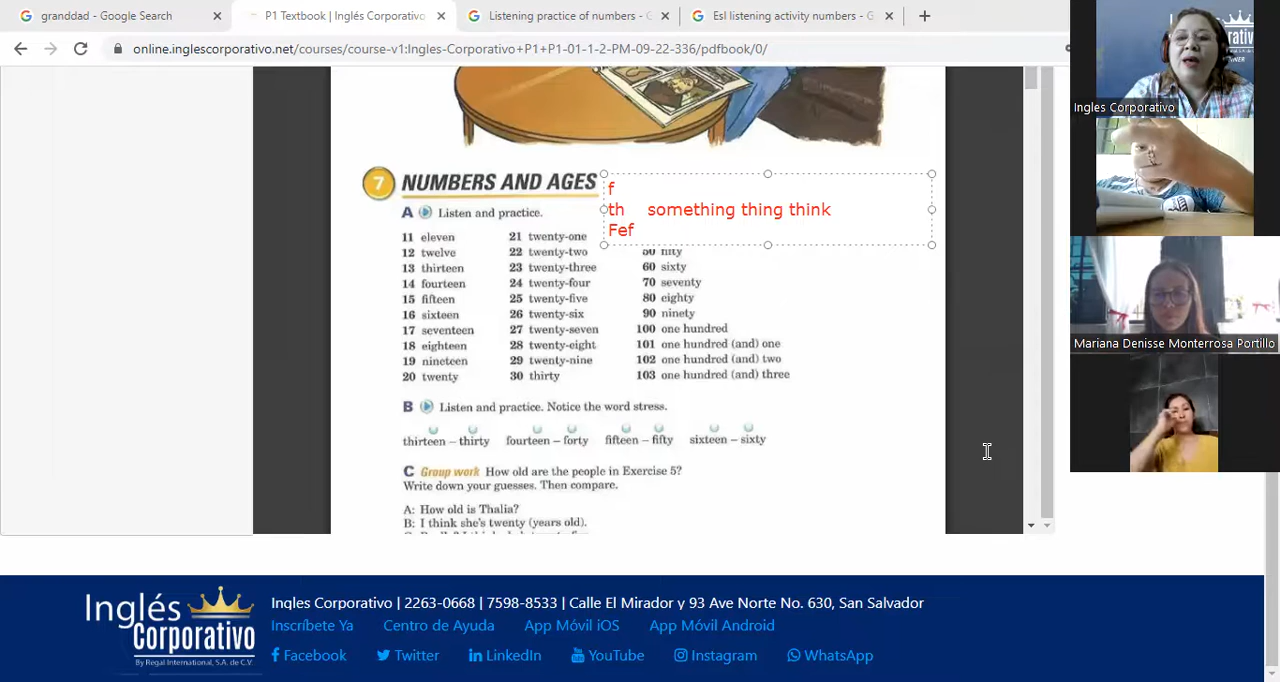 granddad - Google Search
P1 Textbook | Inglés Corporativo
Listening practice of numbers - G
Esl listening activity numbers - G
online.inglescorporativo.net/courses/course-v1:Ingles-Corporativo+P1+P1-01-1-2-PM-09-22-336/pdfbook/0/
Ingles Corporativo
Mariana Denisse Monterrosa Portillo
7 NUMBERS AND AGES
f
th something thing think
Fef
A Listen and practice.
11 eleven
12 twelve
13 thirteen
14 fourteen
15 fifteen
16 sixteen
17 seventeen
18 eighteen
19 nineteen
20 twenty
21 twenty-one
22 twenty-two
23 twenty-three
24 twenty-four
25 twenty-five
26 twenty-six
27 twenty-seven
28 twenty-eight
29 twenty-nine
30 thirty
60 sixty
70 seventy
80 eighty
90 ninety
100 one hundred
101 one hundred (and) one
102 one hundred (and) two
103 one hundred (and) three
B Listen and practice. Notice the word stress.
thirteen – thirty fourteen – forty fifteen – fifty sixteen – sixty
C Group work How old are the people in Exercise 5?
Write down your guesses. Then compare.
A: How old is Thalia?
B: I think she's twenty (years old).
Inglés
Corporativo
By Regal International, S.A. de C.V.
Ingles Corporativo | 2263-0668 | 7598-8533 | Calle El Mirador y 93 Ave Norte No. 630, San Salvador
Inscríbete Ya Centro de Ayuda App Móvil iOS App Móvil Android
Facebook Twitter LinkedIn YouTube Instagram WhatsApp